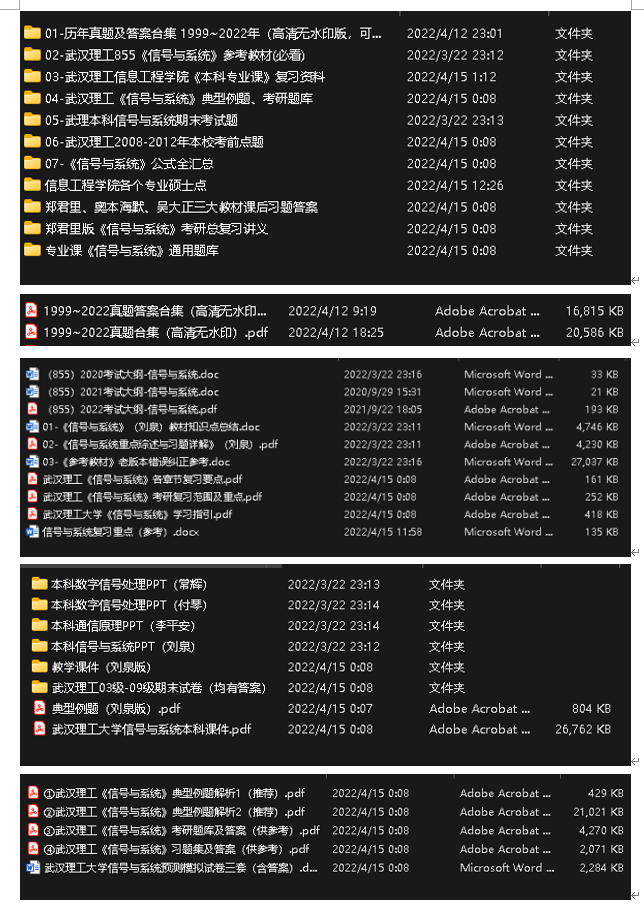 01-历年真题及答案合集 1999~2022年（高清无水印版，可... 2022/4/12 23:01 文件夹
02-武汉理工855《信号与系统》参考教材(必看) 2022/3/22 23:12 文件夹
03-武汉理工信息工程学院《本科专业课》复习资料 2022/4/15 1:12 文件夹
04-武汉理工《信号与系统》典型例题、考研题库 2022/4/15 0:08 文件夹
05-武理本科信号与系统期末考试题 2022/3/22 23:13 文件夹
06-武汉理工2008-2012年本校考前点题 2022/4/15 0:08 文件夹
07-《信号与系统》公式全汇总 2022/4/15 0:08 文件夹
信息工程学院各个专业硕士点 2022/4/15 12:26 文件夹
郑君里、奥本海默、吴大正三大教材课后习题答案 2022/4/15 0:08 文件夹
郑君里版《信号与系统》考研总复习讲义 2022/4/15 0:08 文件夹
专业课《信号与系统》通用题库 2022/4/15 0:08 文件夹
1999~2022真题答案合集（高清无水印... 2022/4/12 9:19 Adobe Acrobat ... 16,815 KB
1999~2022真题合集（高清无水印）.pdf 2022/4/12 18:25 Adobe Acrobat ... 20,586 KB
（855）2020考试大纲-信号与系统.doc 2022/3/22 23:16 Microsoft Word ... 33 KB
（855）2021考试大纲-信号与系统.doc 2020/9/29 15:31 Microsoft Word ... 21 KB
（855）2022考试大纲-信号与系统.pdf 2021/9/22 18:05 Adobe Acrobat ... 193 KB
01-《信号与系统》（刘泉）教材知识点总结.doc 2022/3/22 23:11 Microsoft Word ... 4,746 KB
02-《信号与系统重点综述与习题详解》（刘泉）.pdf 2022/3/22 23:11 Adobe Acrobat ... 4,230 KB
03-《参考教材》老版本错误纠正参考.doc 2022/3/22 23:16 Microsoft Word ... 27,037 KB
武汉理工《信号与系统》各章节复习要点.pdf 2022/4/15 0:08 Adobe Acrobat ... 161 KB
武汉理工《信号与系统》考研复习范围及重点.pdf 2022/4/15 0:08 Adobe Acrobat ... 252 KB
武汉理工大学《信号与系统》学习指引.pdf 2022/4/15 0:08 Adobe Acrobat ... 418 KB
信号与系统复习重点（参考）.docx 2022/4/15 11:58 Microsoft Word ... 135 KB
本科数字信号处理PPT（常辉） 2022/3/22 23:13 文件夹
本科数字信号处理PPT（付琴） 2022/3/22 23:14 文件夹
本科通信原理PPT（李平安） 2022/3/22 23:14 文件夹
本科信号与系统PPT（刘泉） 2022/3/22 23:12 文件夹
教学课件（刘泉版） 2022/4/15 0:08 文件夹
武汉理工03级-09级期末试卷（均有答案） 2022/4/15 0:08 文件夹
典型例题（刘泉版）.pdf 2022/4/15 0:07 Adobe Acrobat ... 804 KB
武汉理工大学信号与系统本科课件.pdf 2022/4/15 0:08 Adobe Acrobat ... 26,762 KB
①武汉理工《信号与系统》典型例题解析1（推荐）.pdf 2022/4/15 0:08 Adobe Acrobat ... 429 KB
②武汉理工《信号与系统》典型例题解析2（推荐）.pdf 2022/4/15 0:08 Adobe Acrobat ... 21,021 KB
③武汉理工《信号与系统》考研题库及答案（供参考）.pdf 2022/4/15 0:08 Adobe Acrobat ... 4,270 KB
④武汉理工《信号与系统》习题集及答案（供参考）.pdf 2022/4/15 0:08 Adobe Acrobat ... 2,071 KB
武汉理工大学信号与系统预测模拟试卷三套（含答案）.d... 2022/4/15 0:08 Microsoft Word ... 2,284 KB